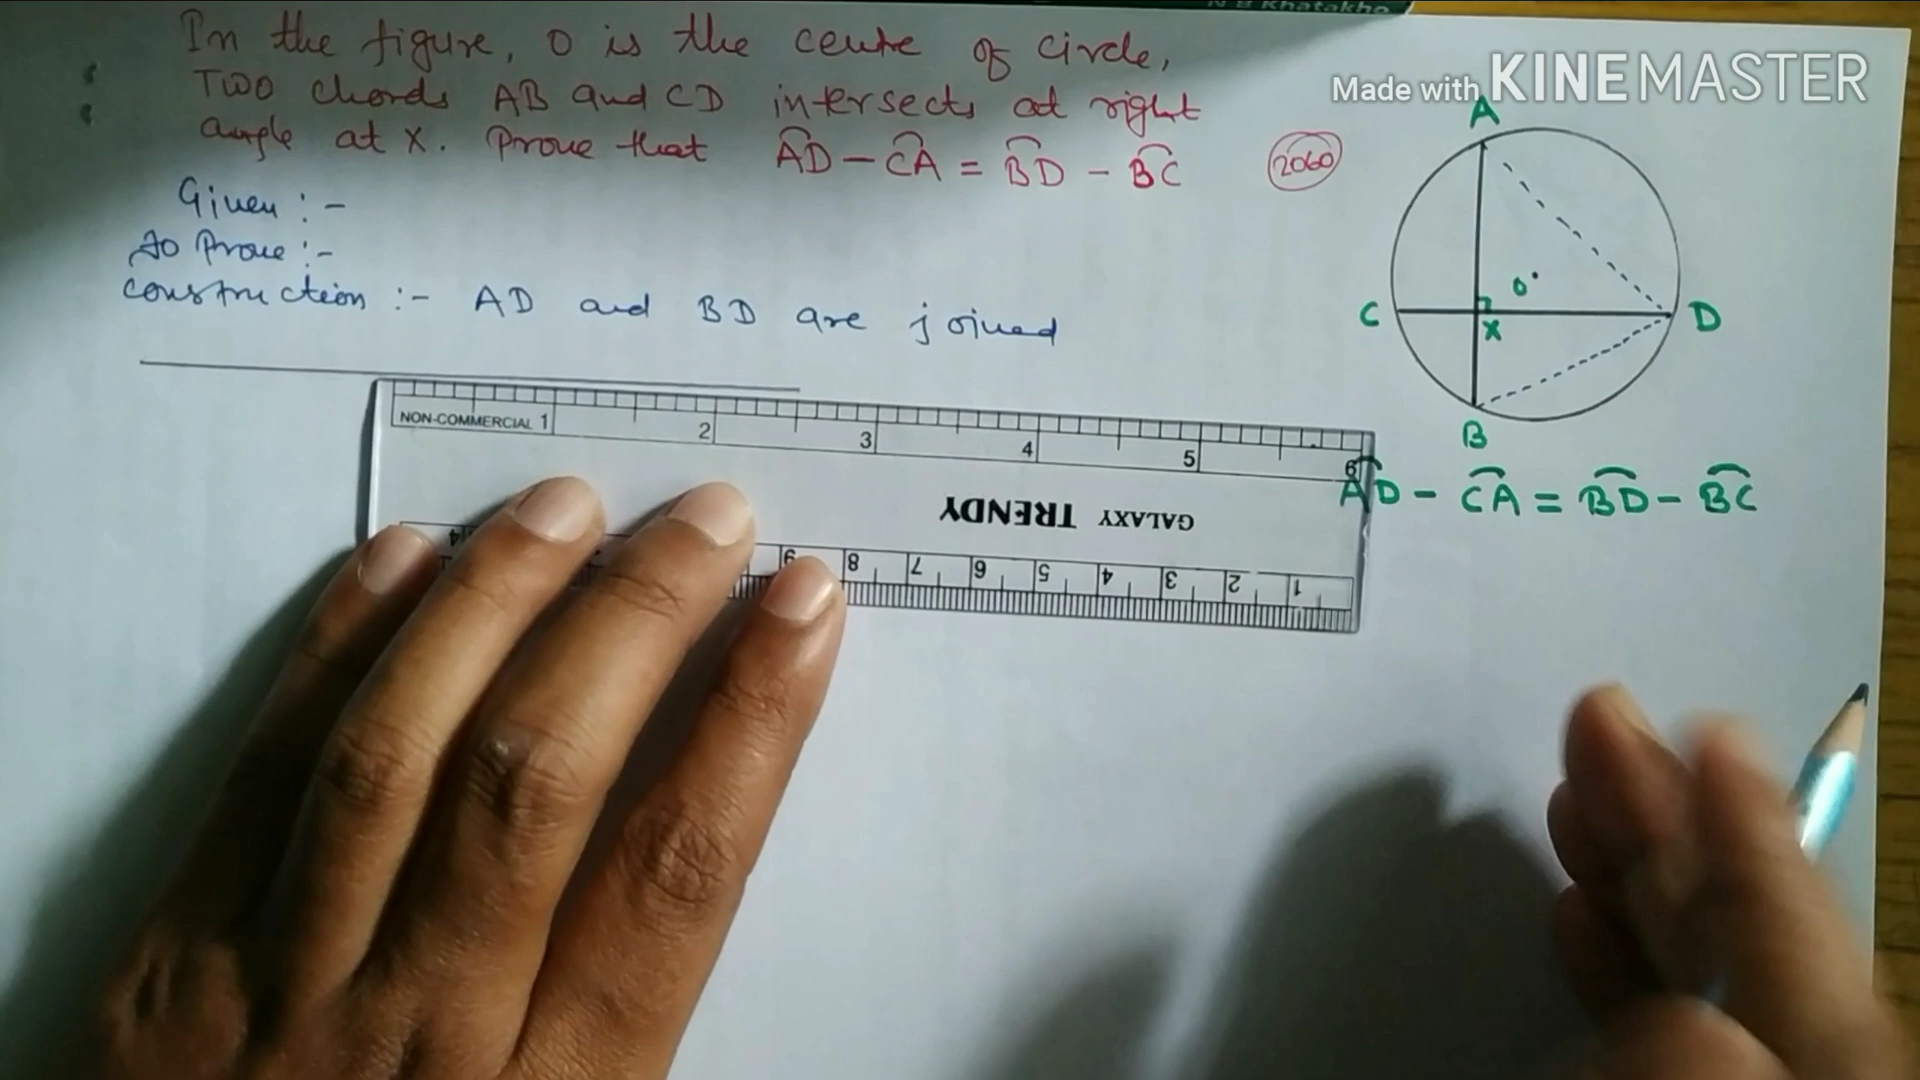 N B Khatakho
In the figure, O is the centre of circle,
Two chords AB and CD intersects at right
angle at X. Prove that AD - CA = BD - BC
2060
Given :-
To Prove :-
construction :- AD and BD are joined
Made with KINEMASTER
A
O
C
X
D
B
AD - CA = BD - BC
NON-COMMERCIAL 1 2 3 4 5 6
GALAXY TRENDY
14 9 8 7 6 5 4 3 2 1